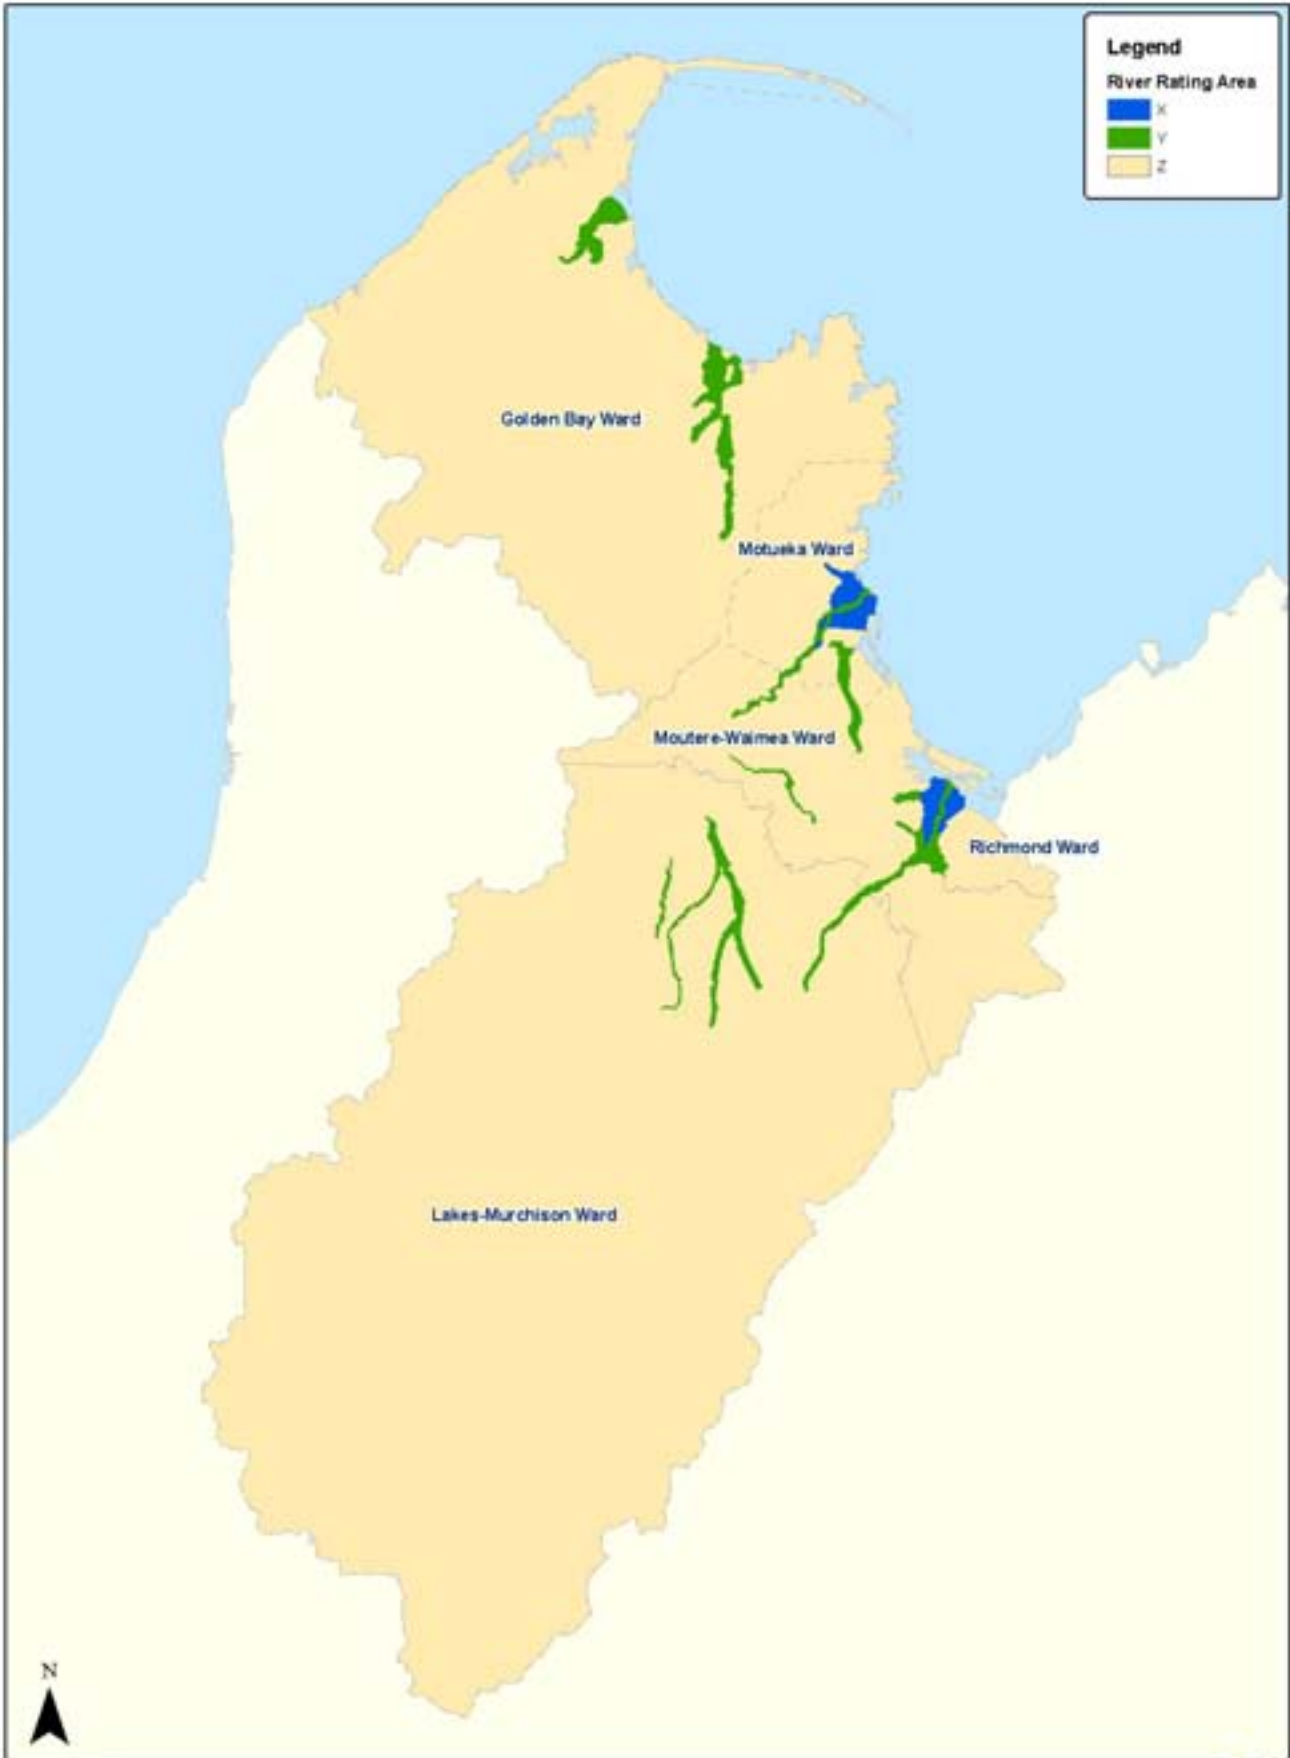 Legend
River Rating Area
X
Y
Z
Golden Bay Ward
Motueka Ward
Moutere-Waimea Ward
Richmond Ward
Lakes-Murchison Ward
N